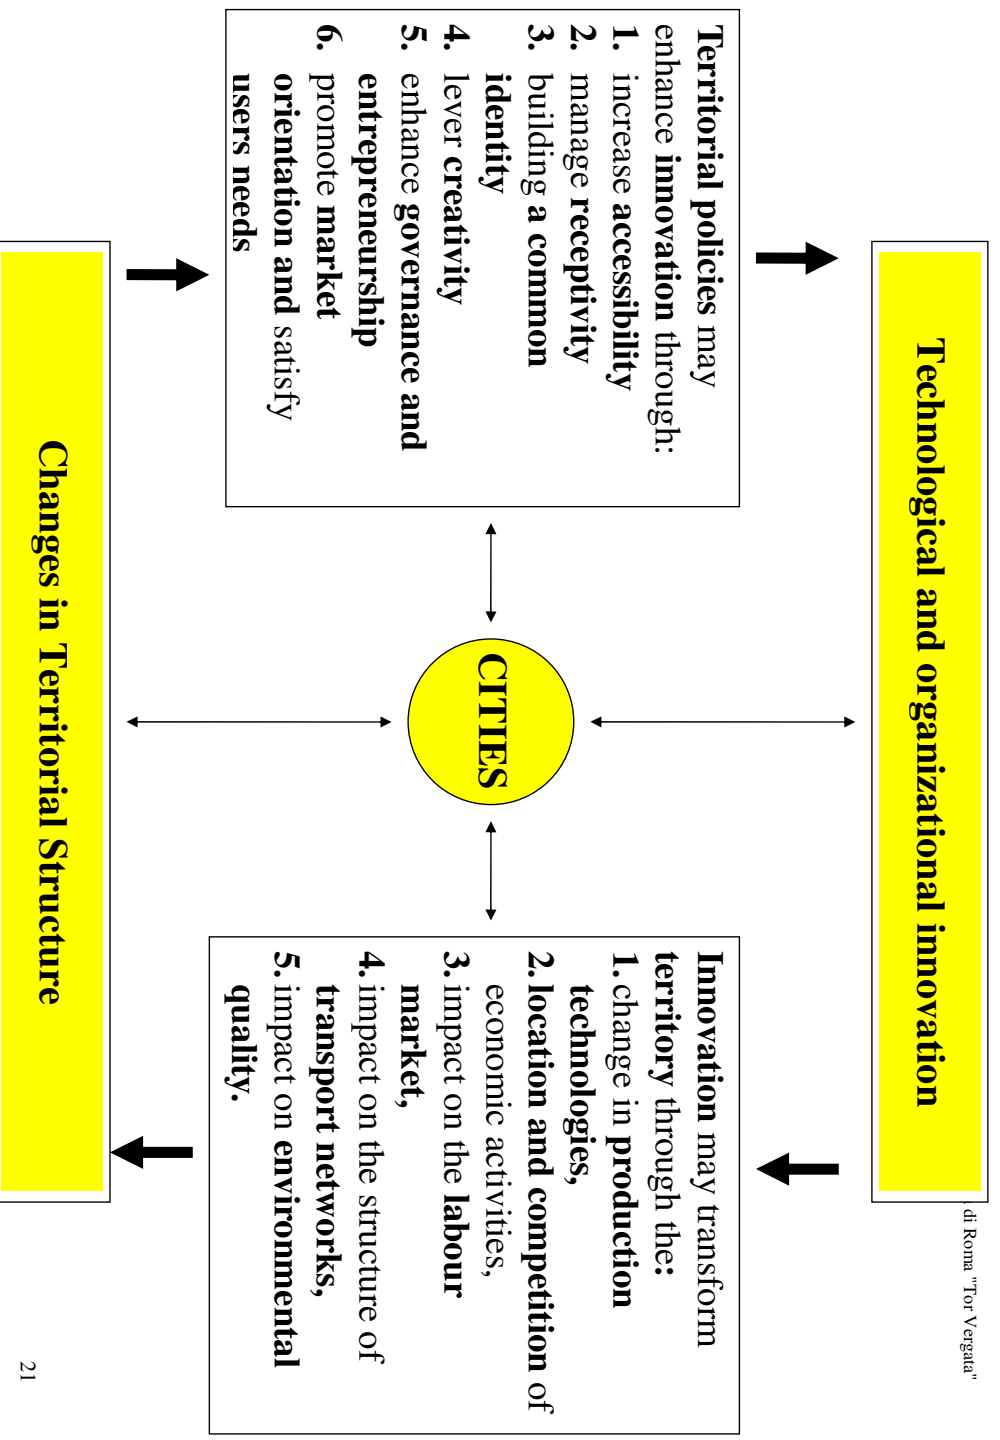 di Roma "Tor Vergata"
Technological and organizational innovation
Territorial policies may
enhance innovation through:
1. increase accessibility
2. manage receptivity
3. building a common
identity
4. lever creativity
5. enhance governance and
entrepreneurship
6. promote market
orientation and satisfy
users needs
CITIES
Innovation may transform
territory through the:
1. change in production
technologies,
2. location and competition of
economic activities,
3. impact on the labour
market,
4. impact on the structure of
transport networks,
5. impact on environmental
quality.
Changes in Territorial Structure
21